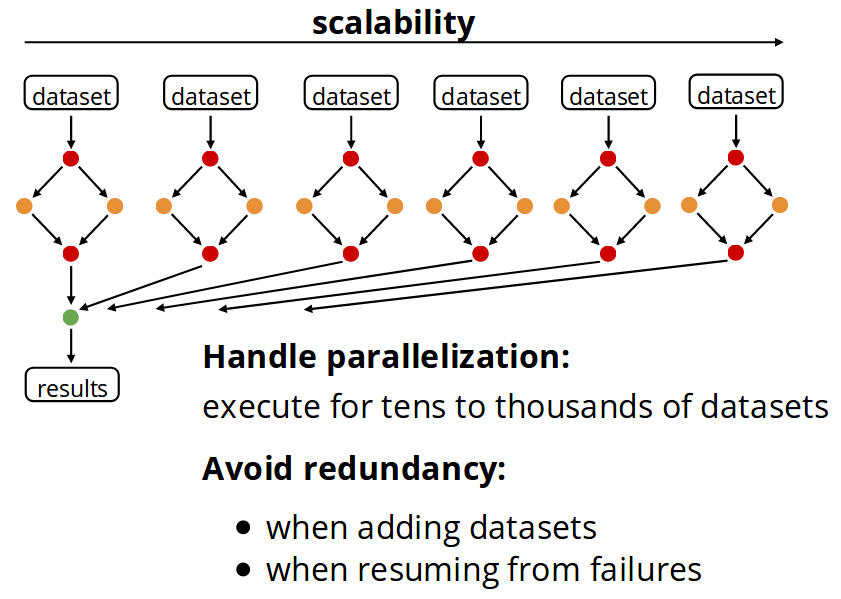 scalability
dataset dataset dataset dataset dataset dataset
results
Handle parallelization:
execute for tens to thousands of datasets
Avoid redundancy:
• when adding datasets
• when resuming from failures